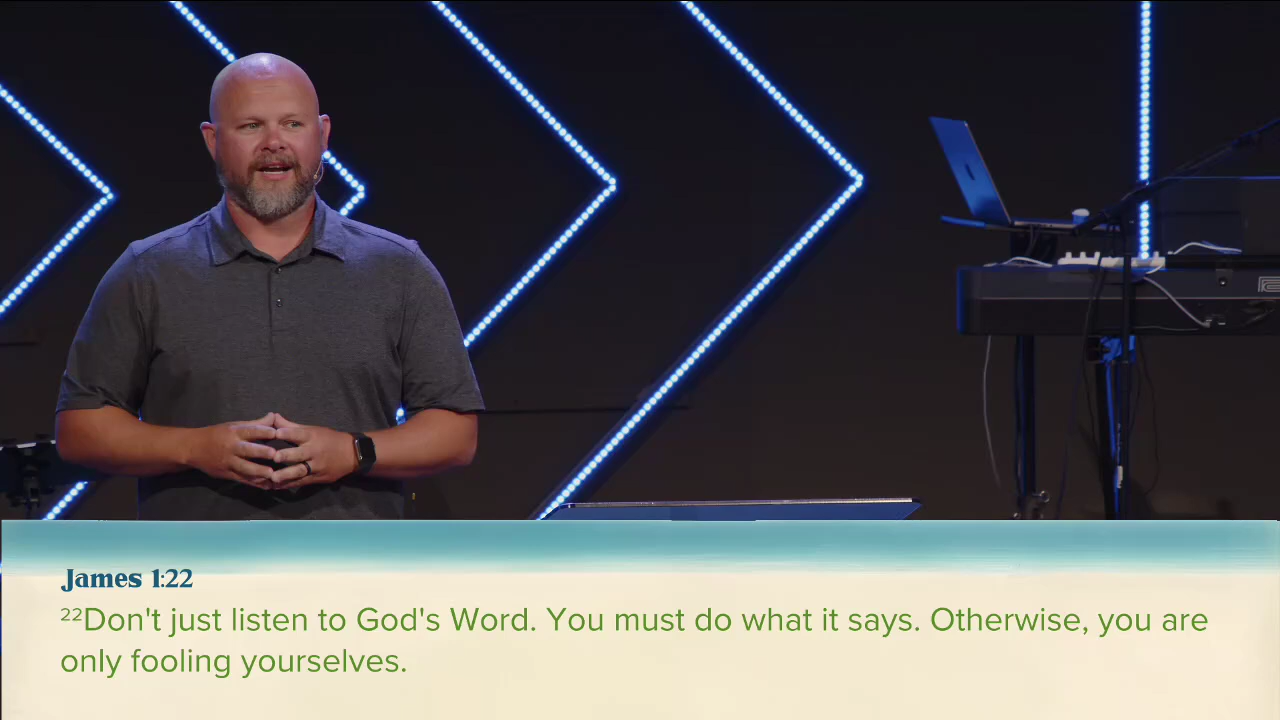 James 1:22
²²Don't just listen to God's Word. You must do what it says. Otherwise, you are
only fooling yourselves.